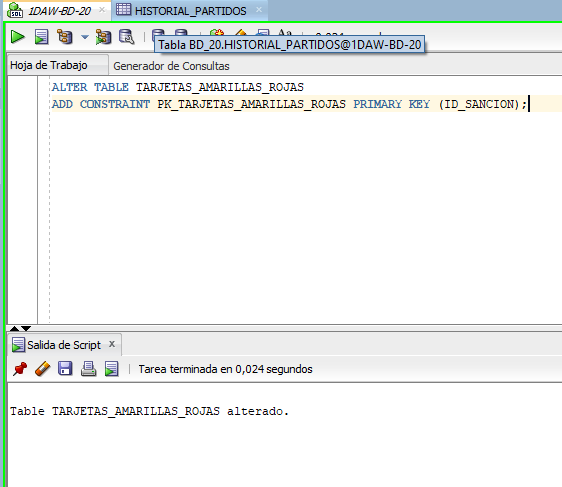 SQL
1DAW-BD-20
HISTORIAL_PARTIDOS
Tabla BD_20.HISTORIAL_PARTIDOS@1DAW-BD-20
Hoja de Trabajo
Generador de Consultas
ALTER TABLE TARJETAS_AMARILLAS_ROJAS
ADD CONSTRAINT PK_TARJETAS_AMARILLAS_ROJAS PRIMARY KEY (ID_SANCION);
Salida de Script
Tarea terminada en 0,024 segundos
Table TARJETAS_AMARILLAS_ROJAS alterado.